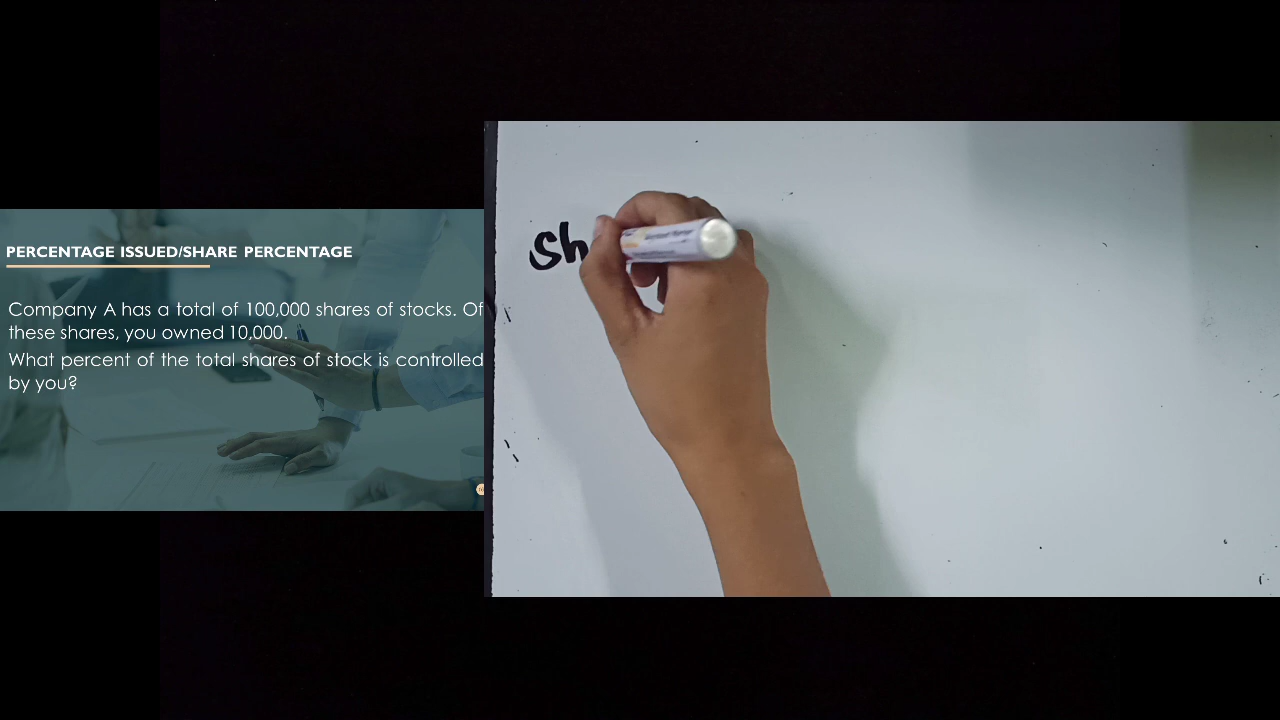 PERCENTAGE ISSUED/SHARE PERCENTAGE
Company A has a total of 100,000 shares of stocks. Of
these shares, you owned 10,000.
What percent of the total shares of stock is controlled
by you?
Sh